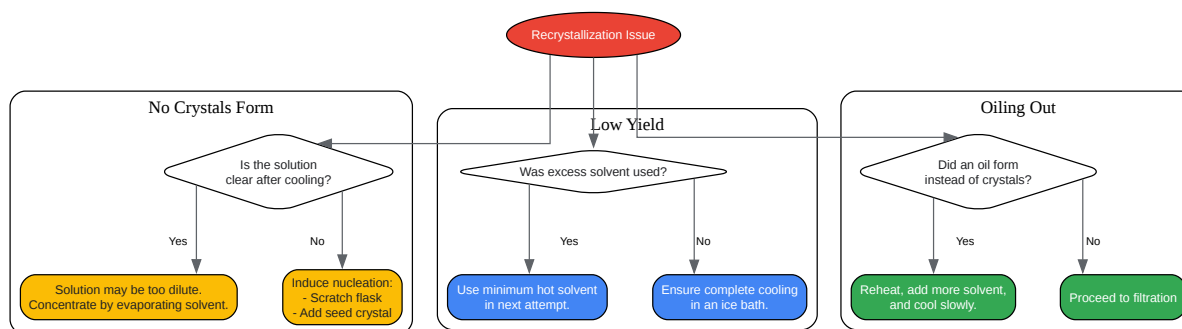 Recrystallization Issue
No Crystals Form
Is the solution
clear after cooling?
Yes
No
Solution may be too dilute.
Concentrate by evaporating solvent.
Induce nucleation:
- Scratch flask
- Add seed crystal
Low Yield
Was excess solvent used?
Yes
No
Use minimum hot solvent
in next attempt.
Ensure complete cooling
in an ice bath.
Oiling Out
Did an oil form
instead of crystals?
Yes
No
Reheat, add more solvent,
and cool slowly.
Proceed to filtration